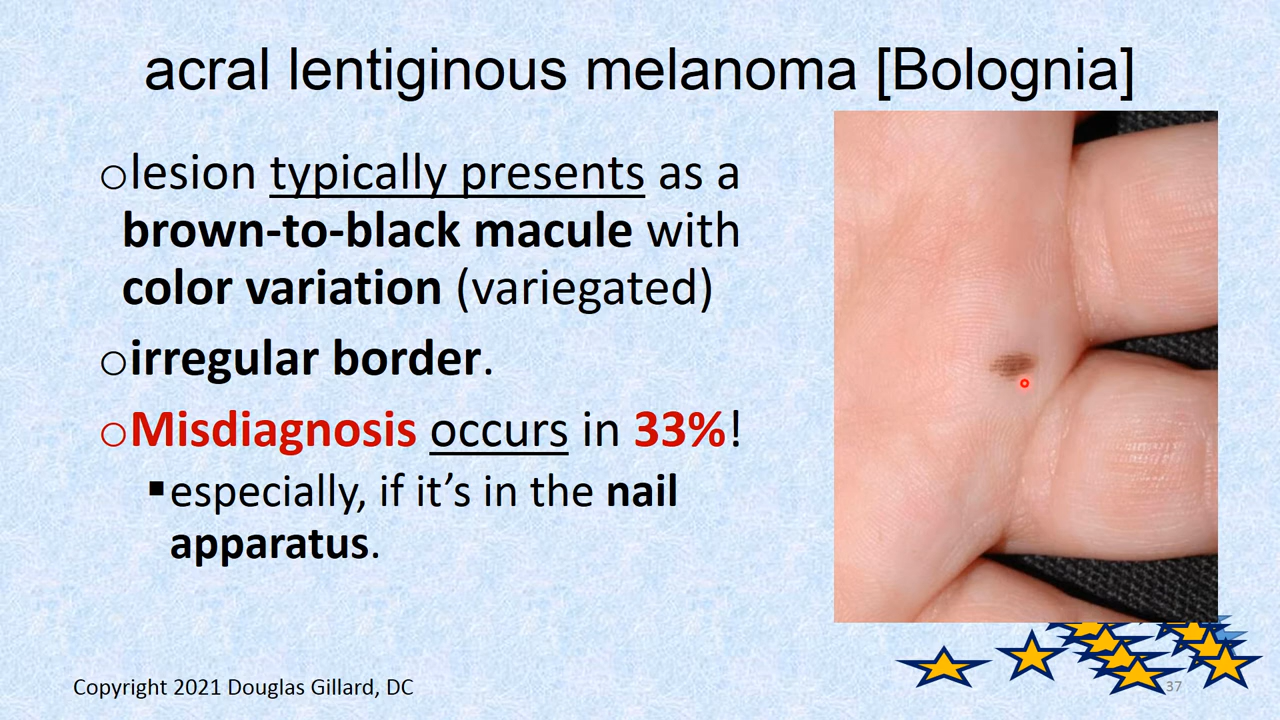 acral lentiginous melanoma [Bolognia]
○lesion typically presents as a
brown-to-black macule with
color variation (variegated)
○irregular border.
○Misdiagnosis occurs in 33%!
▪especially, if it’s in the nail
apparatus.
Copyright 2021 Douglas Gillard, DC
37